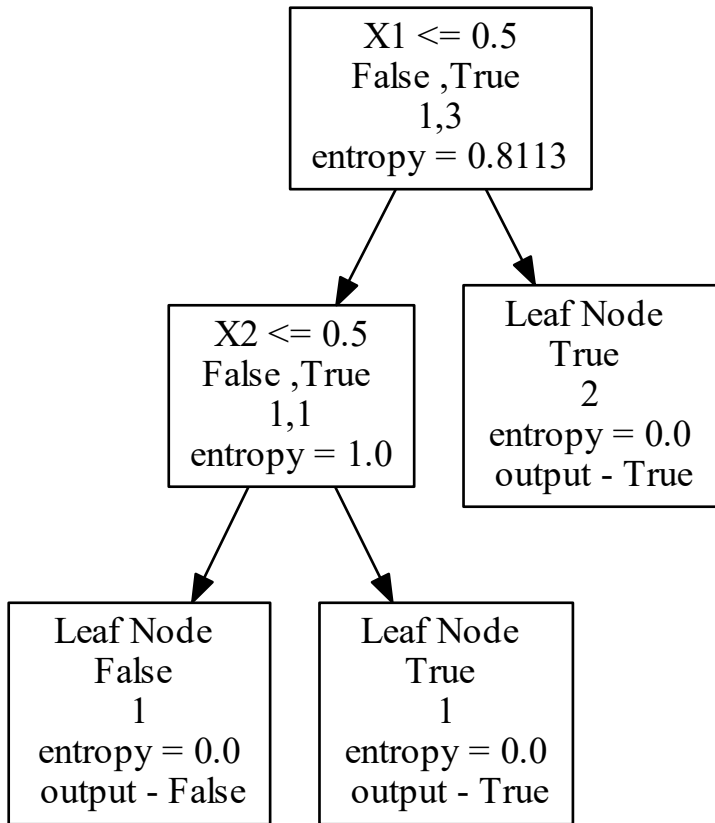 X1 <= 0.5
False ,True
1,3
entropy = 0.8113
X2 <= 0.5
False ,True
1,1
entropy = 1.0
Leaf Node
True
2
entropy = 0.0
output - True
Leaf Node
False
1
entropy = 0.0
output - False
Leaf Node
True
1
entropy = 0.0
output - True